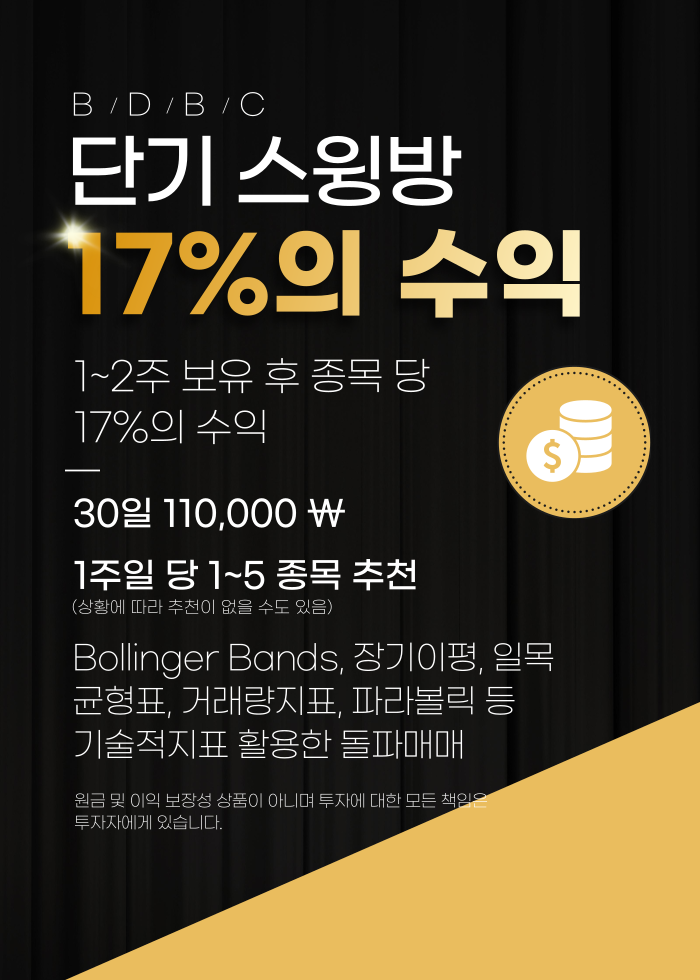 B / D / B / C
단기 스윙방
17%의 수익
1~2주 보유 후 종목 당
17%의 수익
30일 110,000 ₩
1주일 당 1~5 종목 추천
(상황에 따라 추천이 없을 수도 있음)
Bollinger Bands, 장기이평, 일목
균형표, 거래량지표, 파라볼릭 등
기술적지표 활용한 돌파매매
원금 및 이익 보장성 상품이 아니며 투자에 대한 모든 책임은
투자자에게 있습니다.
$